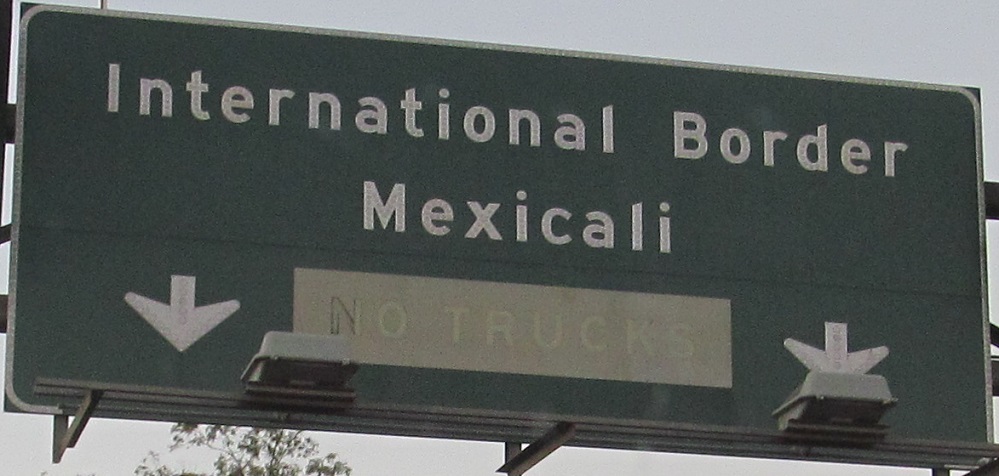 International Border
Mexicali
NO TRUCKS